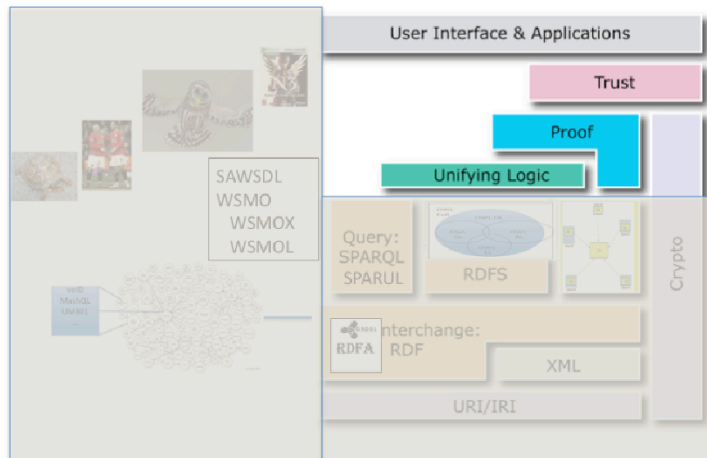 User Interface & Applications
Trust
Proof
Unifying Logic
SAWSDL
WSMO
WSMOX
WSMOL
Query:
SPARQL
SPARUL
RDFS
Crypto
voiD
nterchange:
RDFA
RDF
XML
URI/IRI